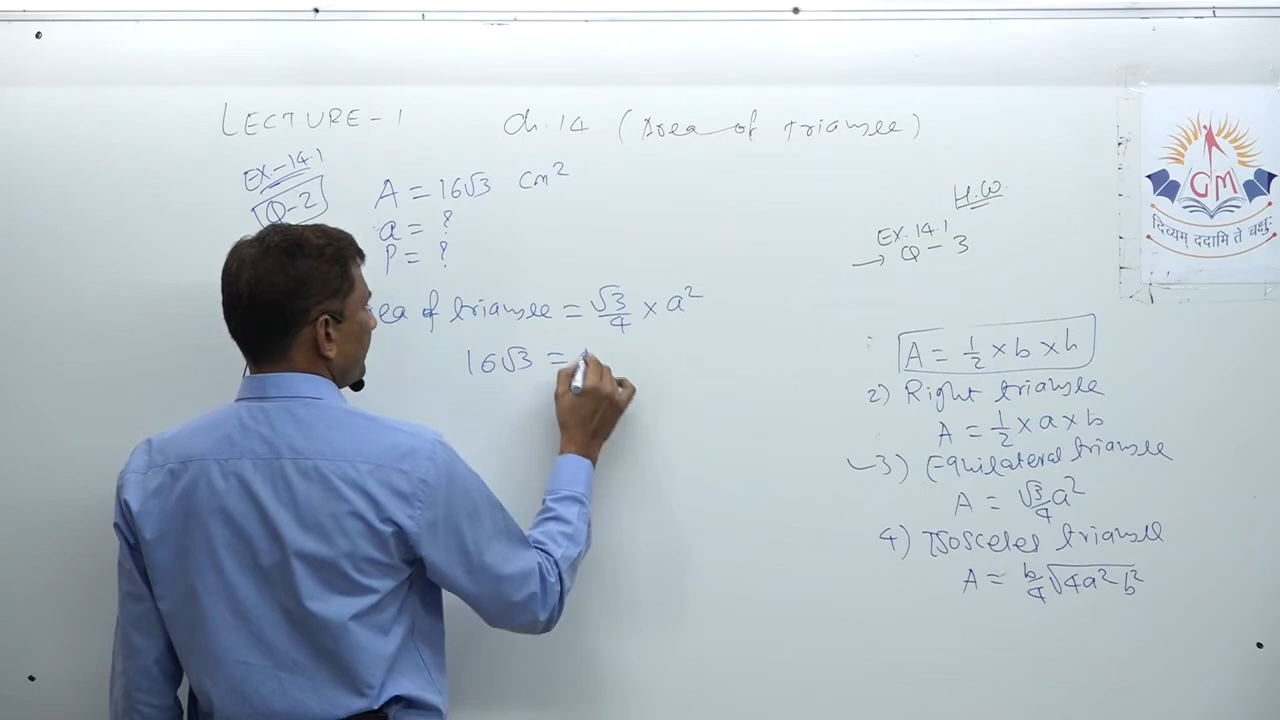 LECTURE-1 Ch.14 (Area of triangle)
EX-14.1
Q-2
A = 16√3 cm²
a = ?
P = ?
ea of triangle = √3/4 × a²
16√3 =
H.W.
EX.14.1
→ Q-3
A = 1/2 × b × h
2) Right triangle
A = 1/2 × a × b
✓3) Equilateral triangle
A = √3/4 a²
4) Isosceles triangle
A = b/4 √4a² b²
GM
दिव्यम् ददामि ते चक्षुः